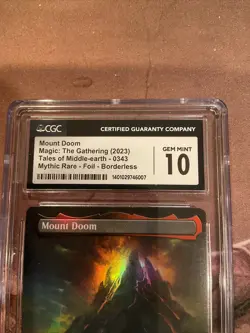 CGC
CERTIFIED GUARANTY COMPANY
Mount Doom
Magic: The Gathering (2023)
Tales of Middle-earth - 0343
Mythic Rare - Foil - Borderless
1401029746007
GEM MINT
10
Mount Doom